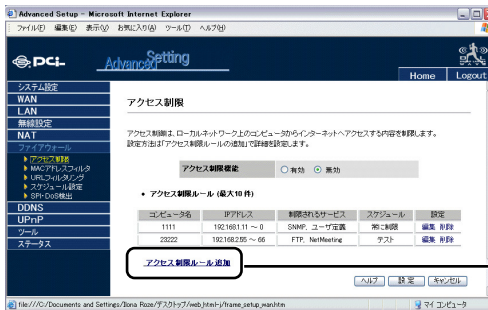 Advanced Setup - Microsoft Internet Explorer
ファイル(F) 編集(E) 表示(V) お気に入り(A) ツール(T) ヘルプ(H)
PCi.
Advanced Setting
Home Logout
システム設定
WAN
LAN
無線設定
NAT
ファイアウォール
アクセス制限
MACアドレスフィルタ
URLフィルタリング
スケジュール設定
SPI・DoS検出
DDNS
UPnP
ツール
ステータス
アクセス制限
アクセス制限は、ローカルネットワーク上のコンピュータからインターネットへアクセスする内容を制限します。
設定方法は「アクセス制限ルールの追加」で詳細を設定します。
アクセス制限機能 有効 無効
• アクセス制限ルール (最大10 件)
コンピュータ名 IPアドレス 制限されるサービス スケジュール 設定
1111 192.168.1.11 ～ 0 SNMP, ユーザ定義 常に制限 編集 削除
23222 192.168.2.55 ～ 66 FTP, NetMeeting テスト 編集 削除
アクセス制限ルール追加
ヘルプ 設定 キャンセル
file:///C:/Documents and Settings/Ilona Roze/デスクトップ/web_html-j/frame_setup_wan.htm マイ コンピュータ